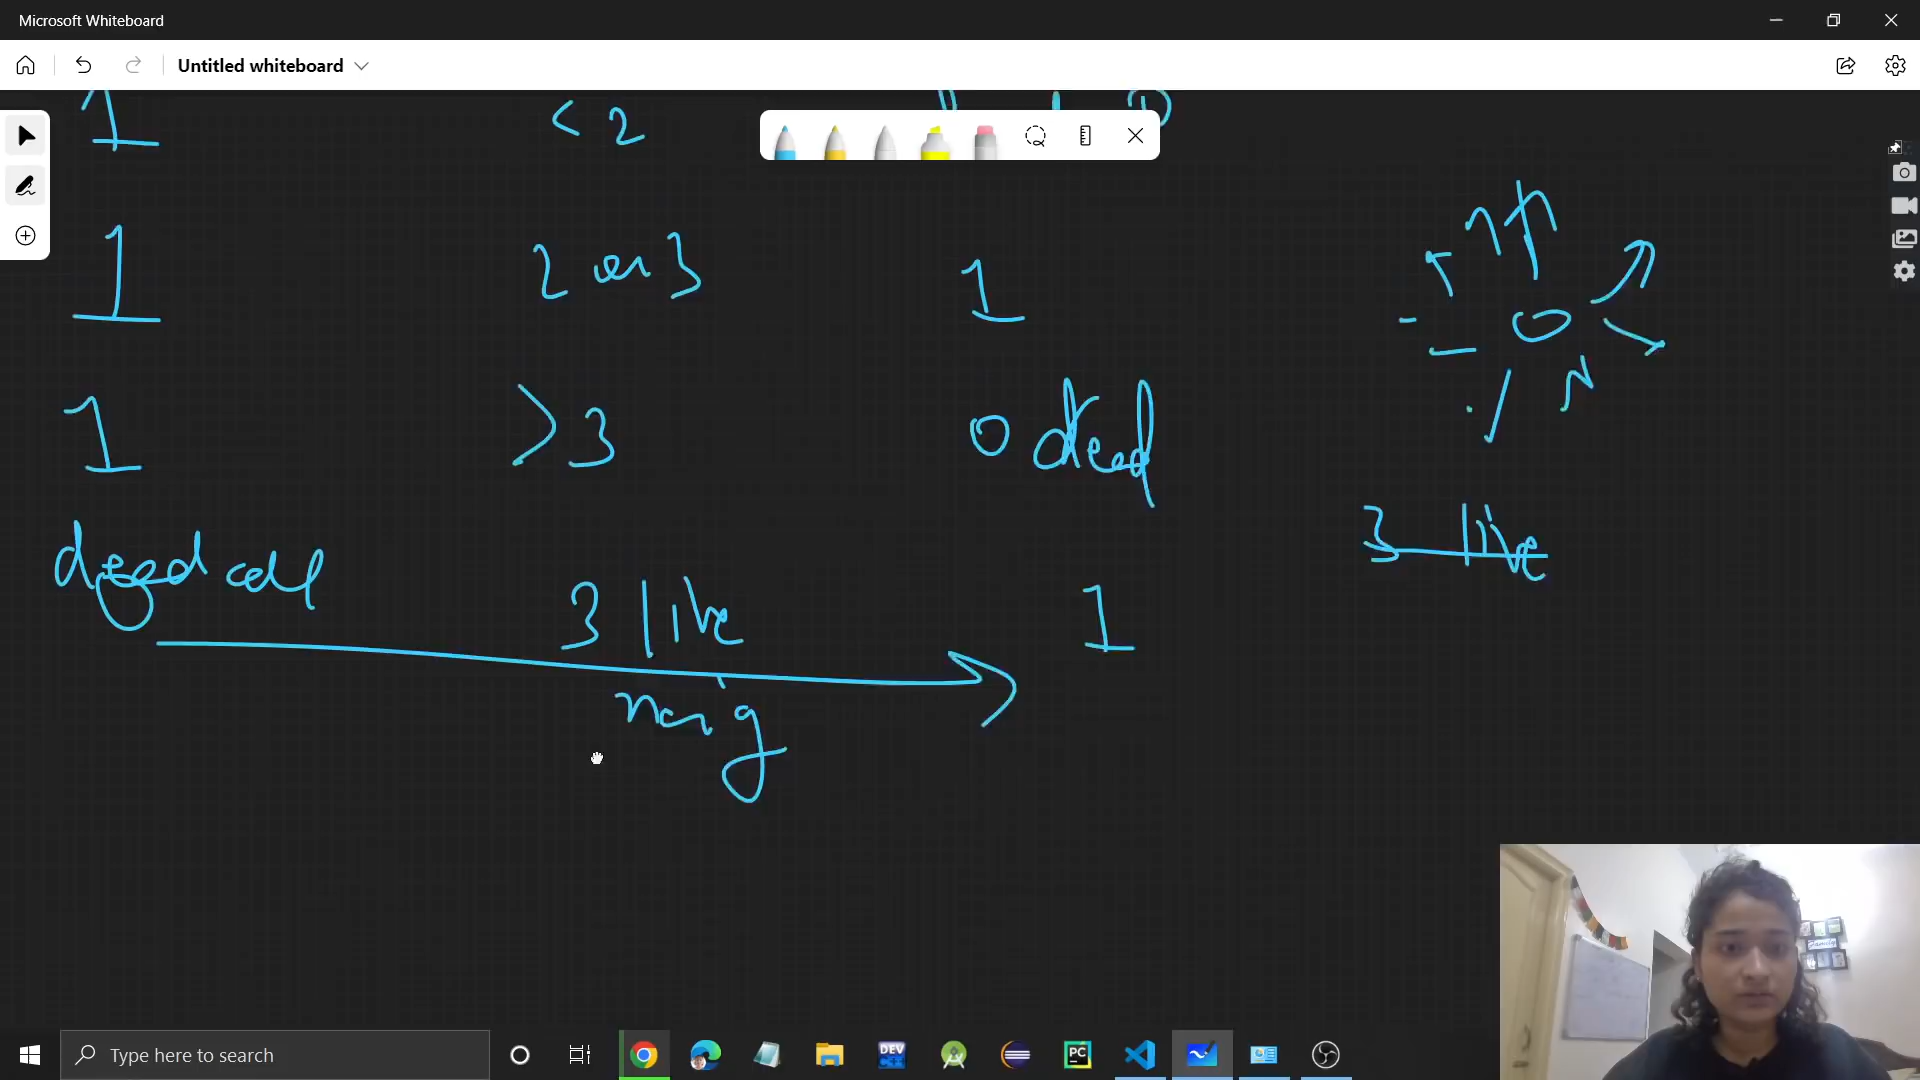 Microsoft Whiteboard
Untitled whiteboard
1 < 2
1 2 or 3 1
1 >3 0 dead
3 live
dead cell 3 live 1
neig
Type here to search